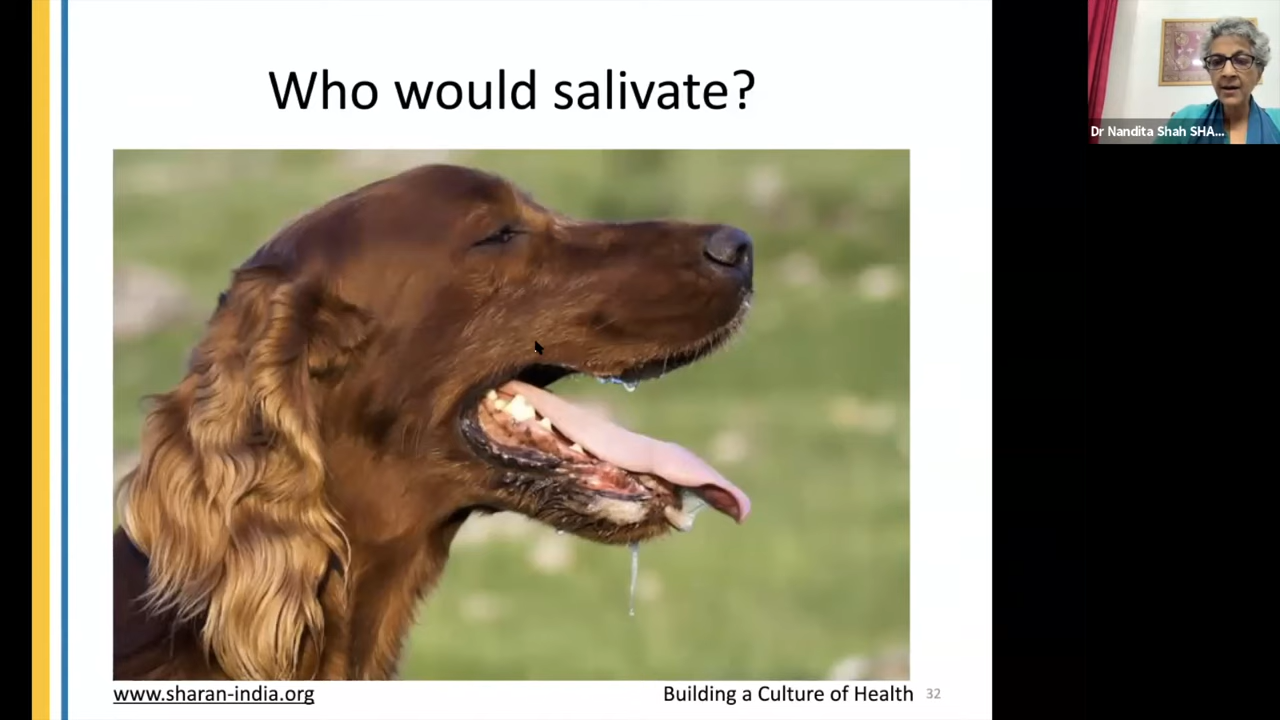 Who would salivate?
Dr Nandita Shah SHA...
www.sharan-india.org
Building a Culture of Health
32